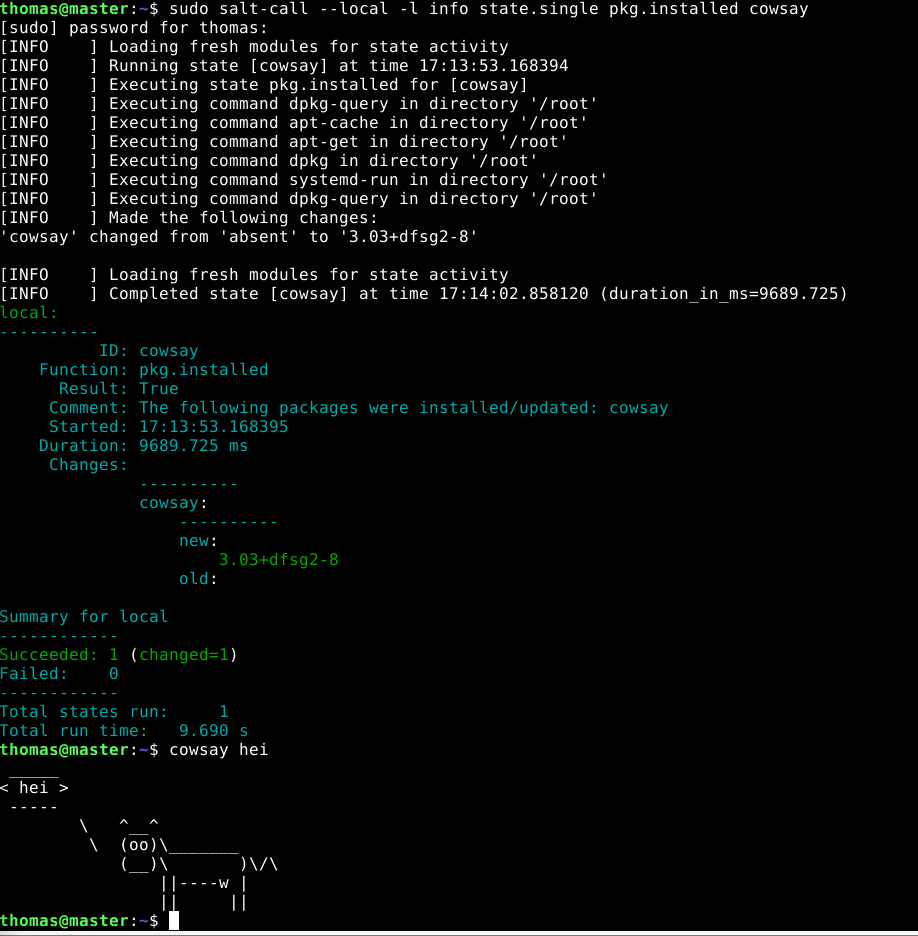 thomas@master:~$ sudo salt-call --local -l info state.single pkg.installed cowsay
[sudo] password for thomas:
[INFO    ] Loading fresh modules for state activity
[INFO    ] Running state [cowsay] at time 17:13:53.168394
[INFO    ] Executing state pkg.installed for [cowsay]
[INFO    ] Executing command dpkg-query in directory '/root'
[INFO    ] Executing command apt-cache in directory '/root'
[INFO    ] Executing command apt-get in directory '/root'
[INFO    ] Executing command dpkg in directory '/root'
[INFO    ] Executing command systemd-run in directory '/root'
[INFO    ] Executing command dpkg-query in directory '/root'
[INFO    ] Made the following changes:
'cowsay' changed from 'absent' to '3.03+dfsg2-8'

[INFO    ] Loading fresh modules for state activity
[INFO    ] Completed state [cowsay] at time 17:14:02.858120 (duration_in_ms=9689.725)
local:
----------
          ID: cowsay
    Function: pkg.installed
      Result: True
     Comment: The following packages were installed/updated: cowsay
     Started: 17:13:53.168395
    Duration: 9689.725 ms
     Changes:
              ----------
              cowsay:
                  ----------
                  new:
                      3.03+dfsg2-8
                  old:

Summary for local
------------
Succeeded: 1 (changed=1)
Failed:    0
------------
Total states run:     1
Total run time:   9.690 s
thomas@master:~$ cowsay hei
 _____
< hei >
 -----
        \   ^__^
         \  (oo)\_______
            (__)\       )\/\
                ||----w |
                ||     ||
thomas@master:~$